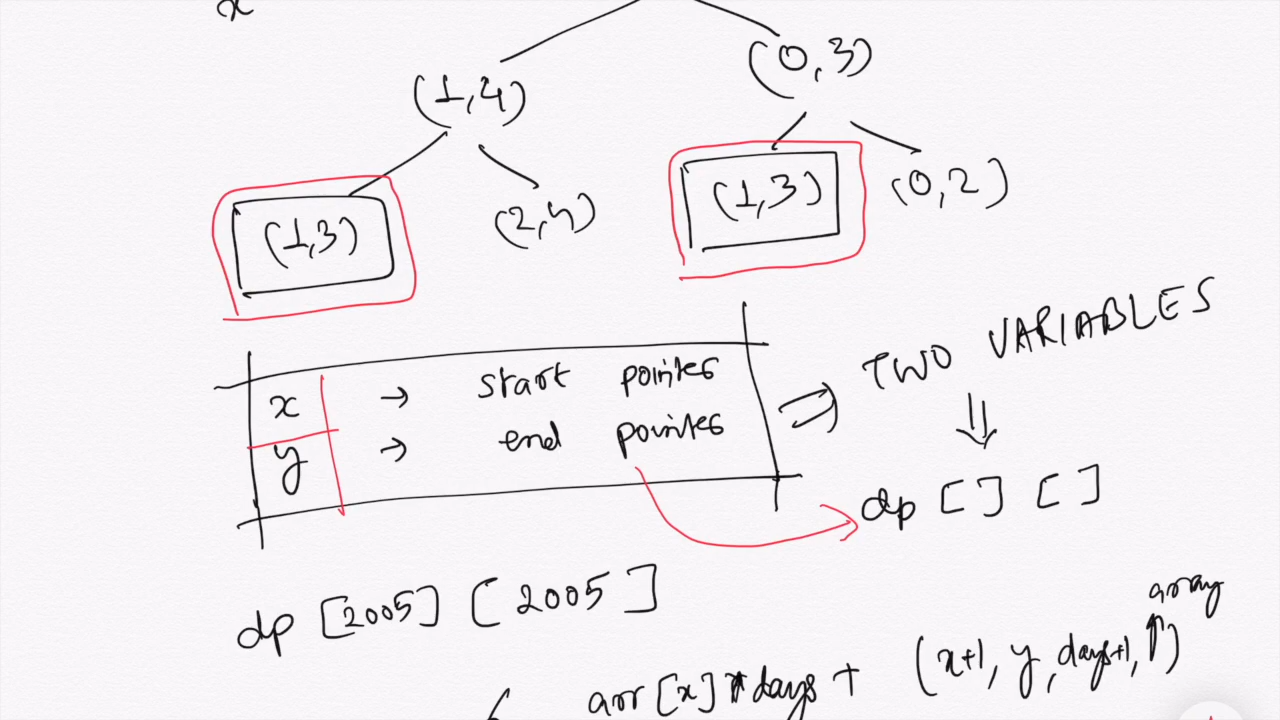 x
(0,3)
(1,4)
(1,3) (2,4) (1,3) (0,2)
x → start pointer
y → end pointer
⇒ TWO VARIABLES
⇓
dp [ ] [ ]
dp [2005] [2005]
array
arr[x]*days + (x+1, y, days+1, ↑)